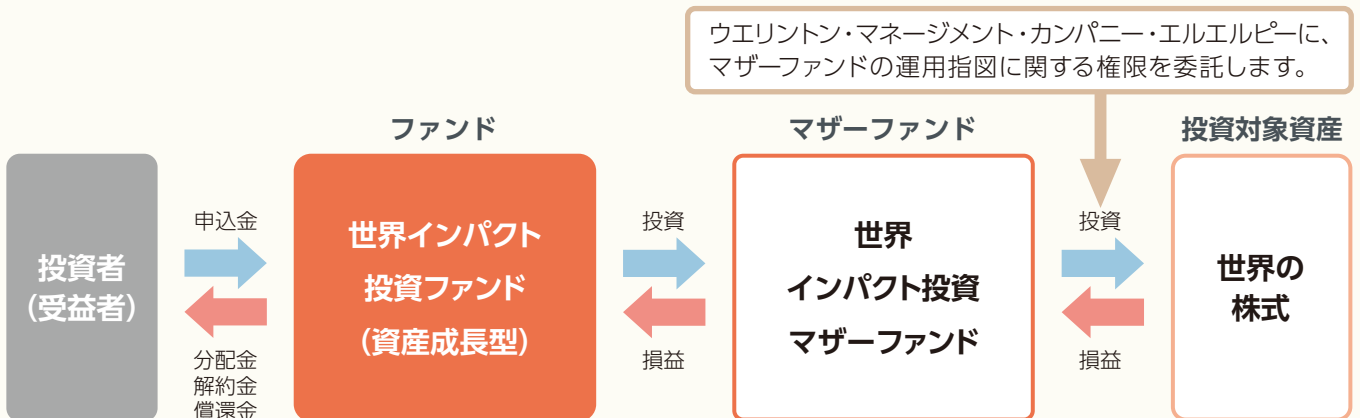 ウエリントン・マネージメント・カンパニー・エルエルピーに、
マザーファンドの運用指図に関する権限を委託します。
ファンド
マザーファンド
投資対象資産
投資者
(受益者)
申込金
分配金
解約金
償還金
世界インパクト
投資ファンド
(資産成長型)
投資
損益
世界
インパクト投資
マザーファンド
投資
損益
世界の
株式